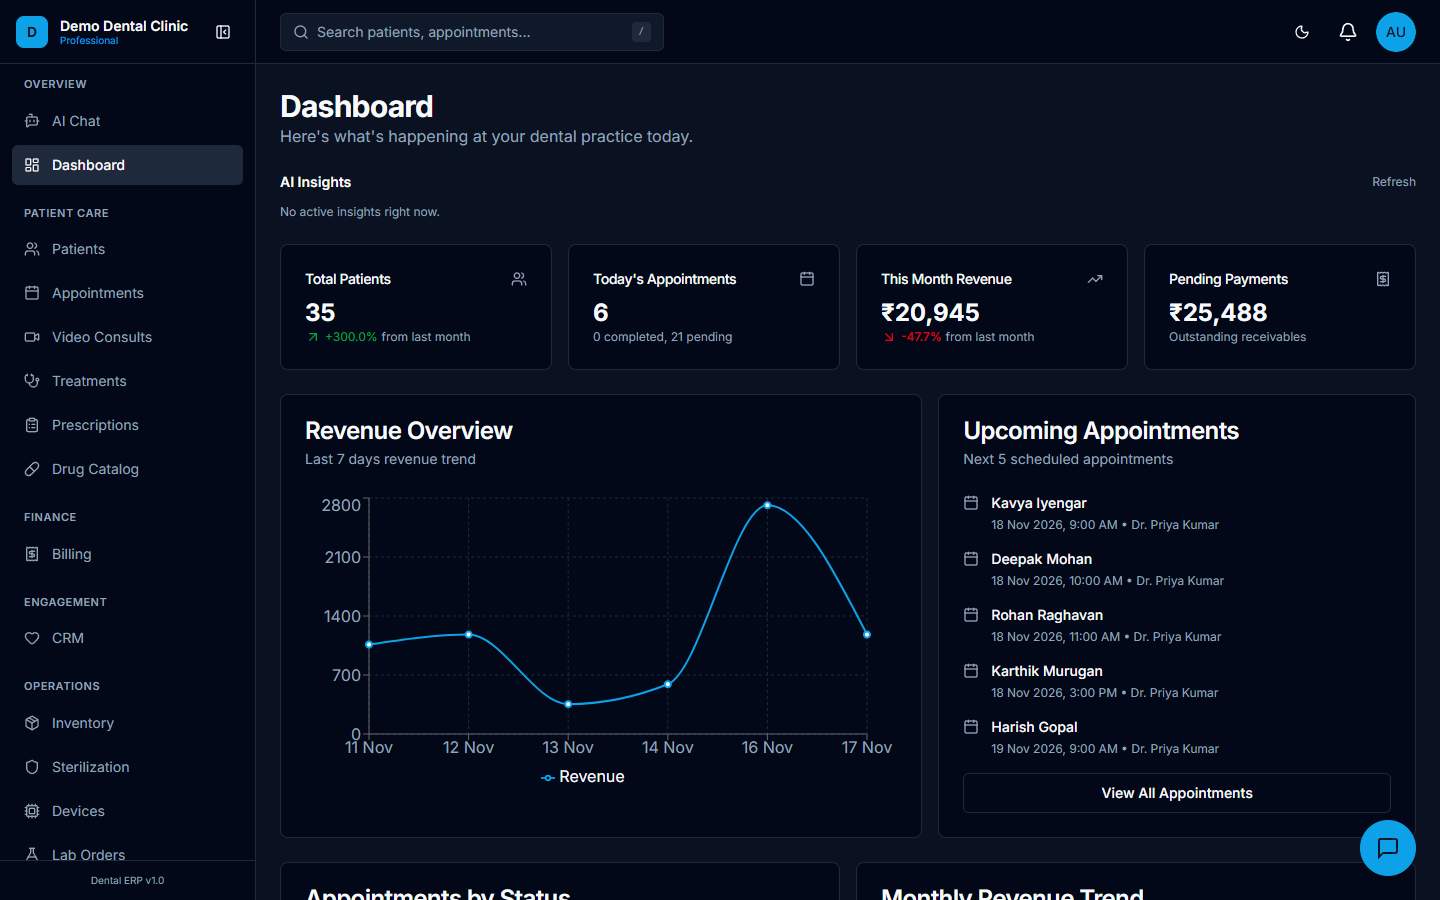 D
Demo Dental Clinic
Professional
Search patients, appointments...
/
AU
OVERVIEW
AI Chat
Dashboard
PATIENT CARE
Patients
Appointments
Video Consults
Treatments
Prescriptions
Drug Catalog
FINANCE
Billing
ENGAGEMENT
CRM
OPERATIONS
Inventory
Sterilization
Devices
Lab Orders
Dental ERP v1.0
Dashboard
Here's what's happening at your dental practice today.
AI Insights
Refresh
No active insights right now.
Total Patients
35
+300.0% from last month
Today's Appointments
6
0 completed, 21 pending
This Month Revenue
₹20,945
-47.7% from last month
Pending Payments
₹25,488
Outstanding receivables
Revenue Overview
Last 7 days revenue trend
2800
2100
1400
700
0
11 Nov 12 Nov 13 Nov 14 Nov 16 Nov 17 Nov
Revenue
Upcoming Appointments
Next 5 scheduled appointments
Kavya Iyengar
18 Nov 2026, 9:00 AM • Dr. Priya Kumar
Deepak Mohan
18 Nov 2026, 10:00 AM • Dr. Priya Kumar
Rohan Raghavan
18 Nov 2026, 11:00 AM • Dr. Priya Kumar
Karthik Murugan
18 Nov 2026, 3:00 PM • Dr. Priya Kumar
Harish Gopal
19 Nov 2026, 9:00 AM • Dr. Priya Kumar
View All Appointments
Appointments by Status
Monthly Revenue Trend